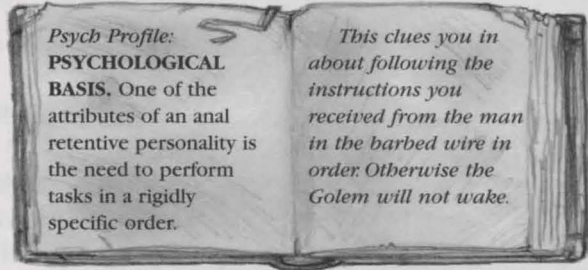 Psych Profile:
PSYCHOLOGICAL
BASIS. One of the
attributes of an anal
retentive personality is
the need to perform
tasks in a rigidly
specific order.
This clues you in
about following the
instructions you
received from the man
in the barbed wire in
order. Otherwise the
Golem will not wake.